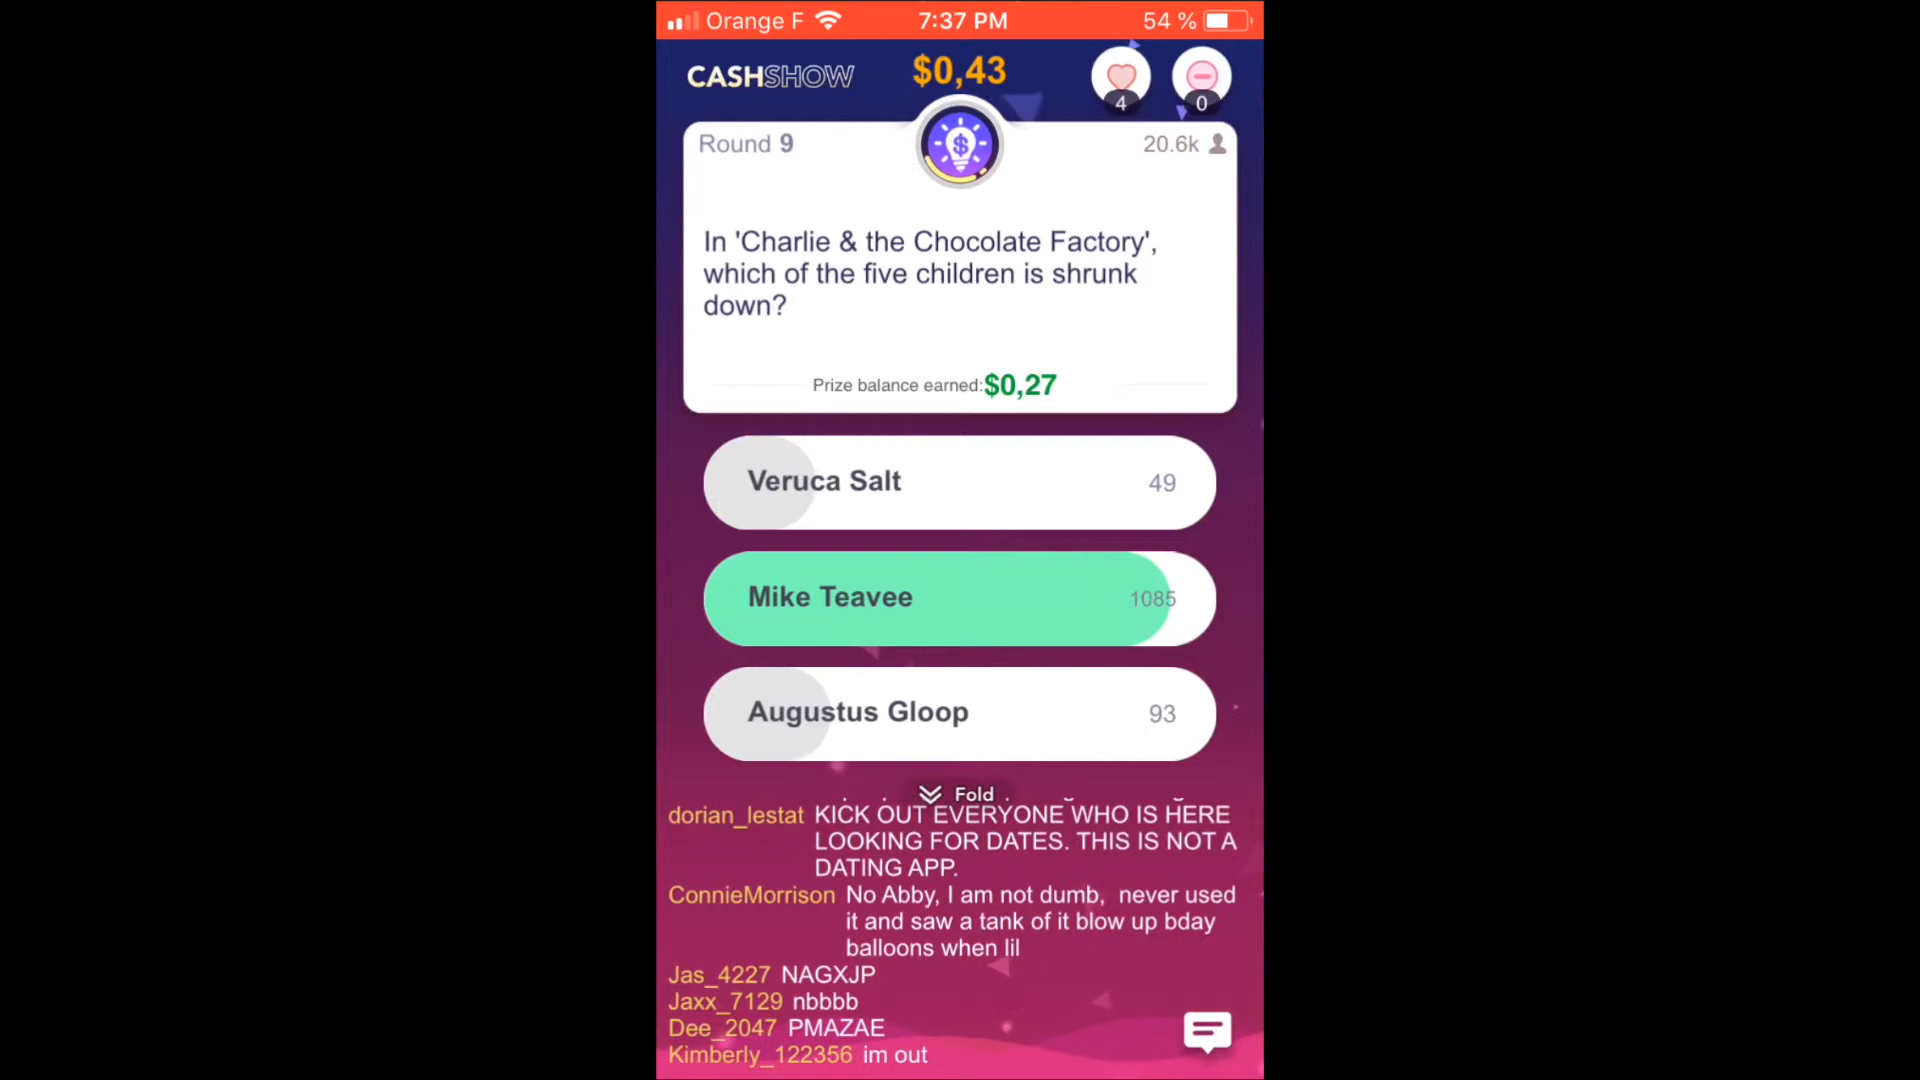 Orange F 7:37 PM 54 %
CASHSHOW $0,43 4 0
Round 9 20.6k
In 'Charlie & the Chocolate Factory',
which of the five children is shrunk
down?
Prize balance earned:$0,27
Veruca Salt 49
Mike Teavee 1085
Augustus Gloop 93
Fold
dorian_lestat KICK OUT EVERYONE WHO IS HERE
LOOKING FOR DATES. THIS IS NOT A
DATING APP.
ConnieMorrison No Abby, I am not dumb, never used
it and saw a tank of it blow up bday
balloons when lil
Jas_4227 NAGXJP
Jaxx_7129 nbbbb
Dee_2047 PMAZAE
Kimberly_122356 im out